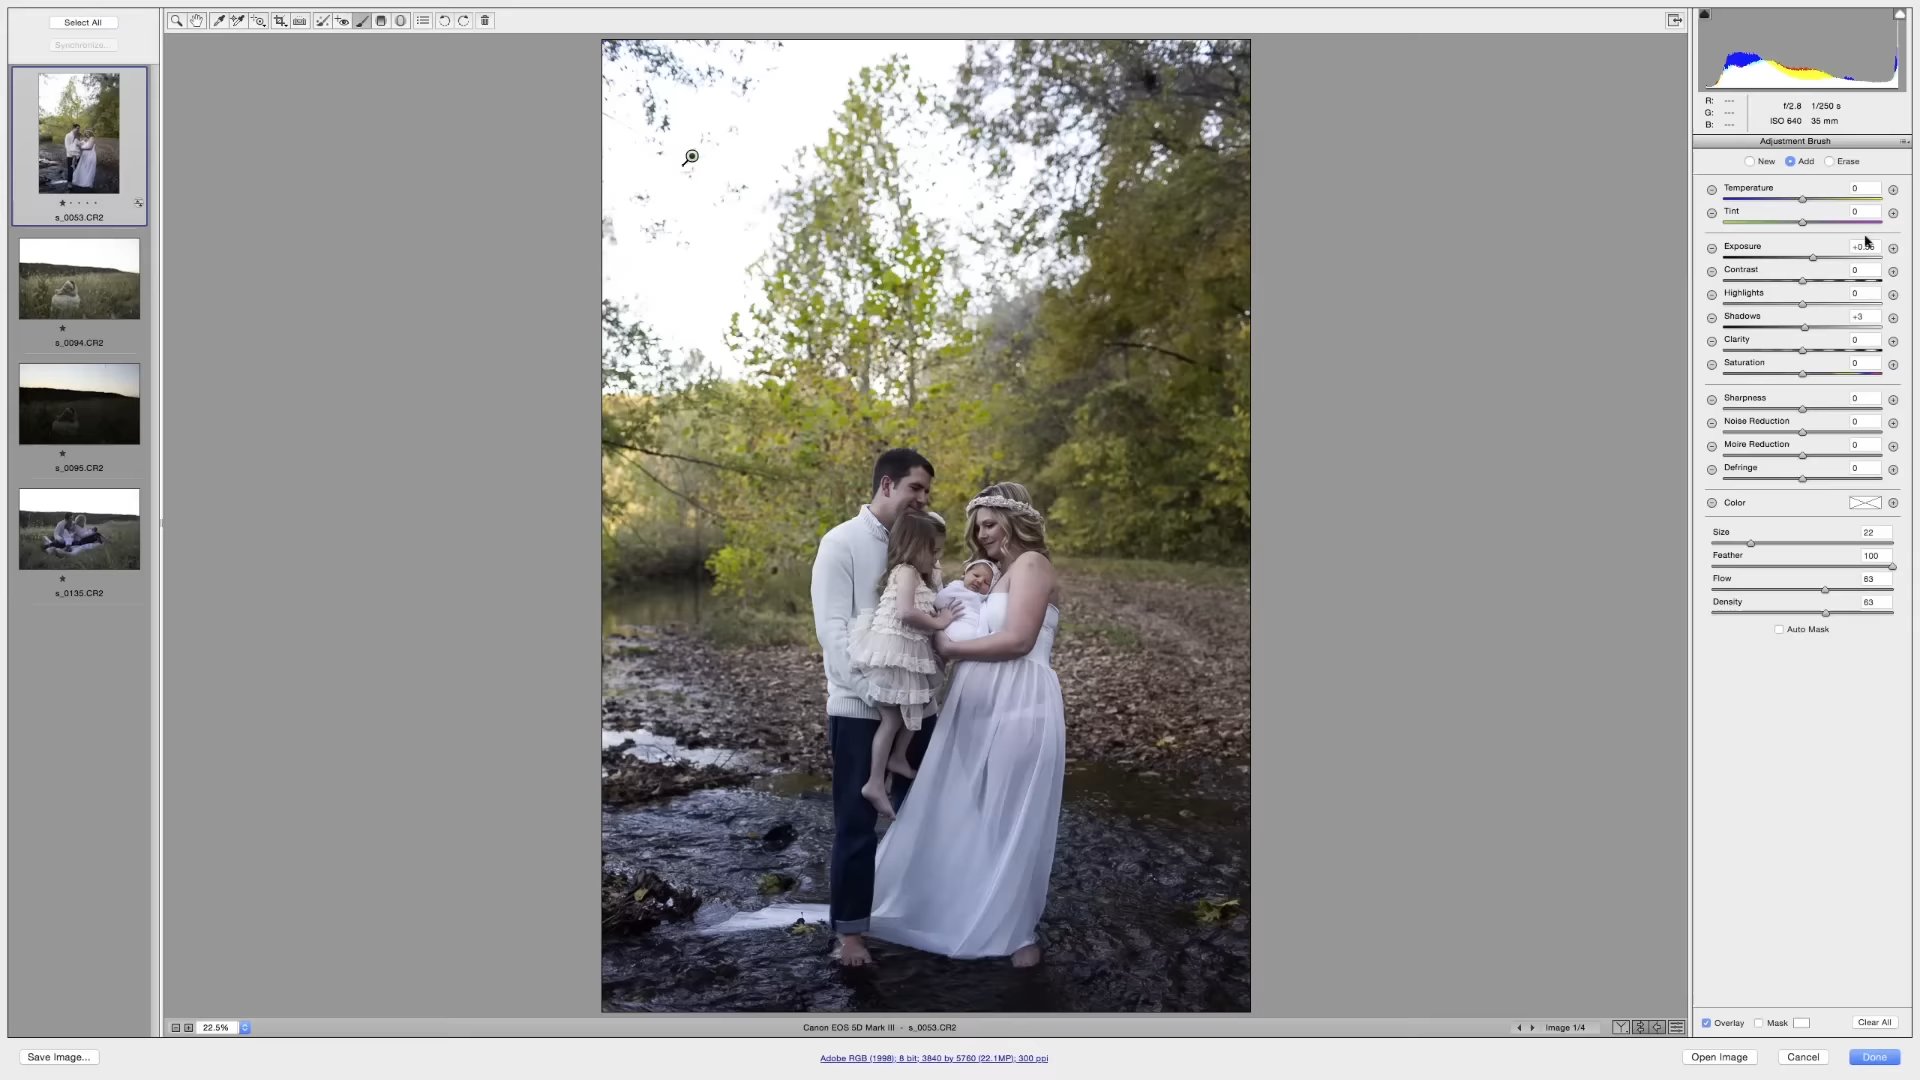 Select All
Synchronize...
s_0053.CR2
s_0094.CR2
s_0095.CR2
s_0135.CR2
22.5%
Canon EOS 5D Mark III - s_0053.CR2
Image 1/4
Save Image...
Adobe RGB (1998); 8 bit; 3840 by 5760 (22.1MP); 300 ppi
R: ---
G: ---
B: ---
f/2.8 1/250 s
ISO 640 35 mm
Adjustment Brush
New Add Erase
Temperature 0
Tint 0
Exposure
Contrast 0
Highlights 0
Shadows +3
Clarity 0
Saturation 0
Sharpness 0
Noise Reduction 0
Moire Reduction 0
Defringe 0
Color
Size 22
Feather 100
Flow 63
Density 63
Auto Mask
Overlay Mask Clear All
Open Image Cancel Done